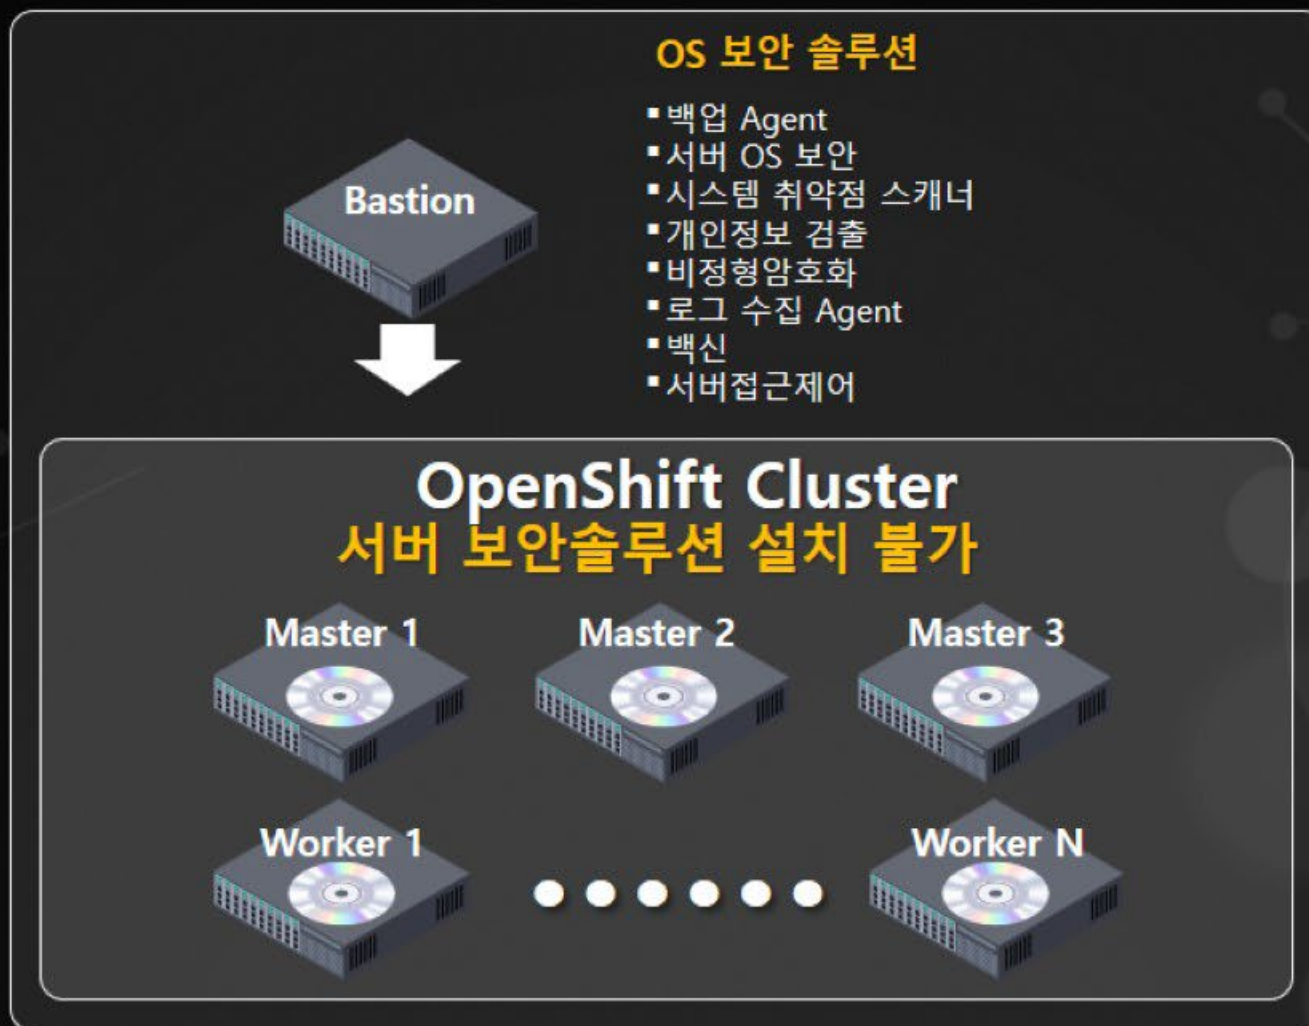 OS 보안 솔루션
▪백업 Agent
▪서버 OS 보안
▪시스템 취약점 스캐너
▪개인정보 검출
▪비정형암호화
▪로그 수집 Agent
▪백신
▪서버접근제어
Bastion
OpenShift Cluster
서버 보안솔루션 설치 불가
Master 1
Master 2
Master 3
Worker 1
Worker N